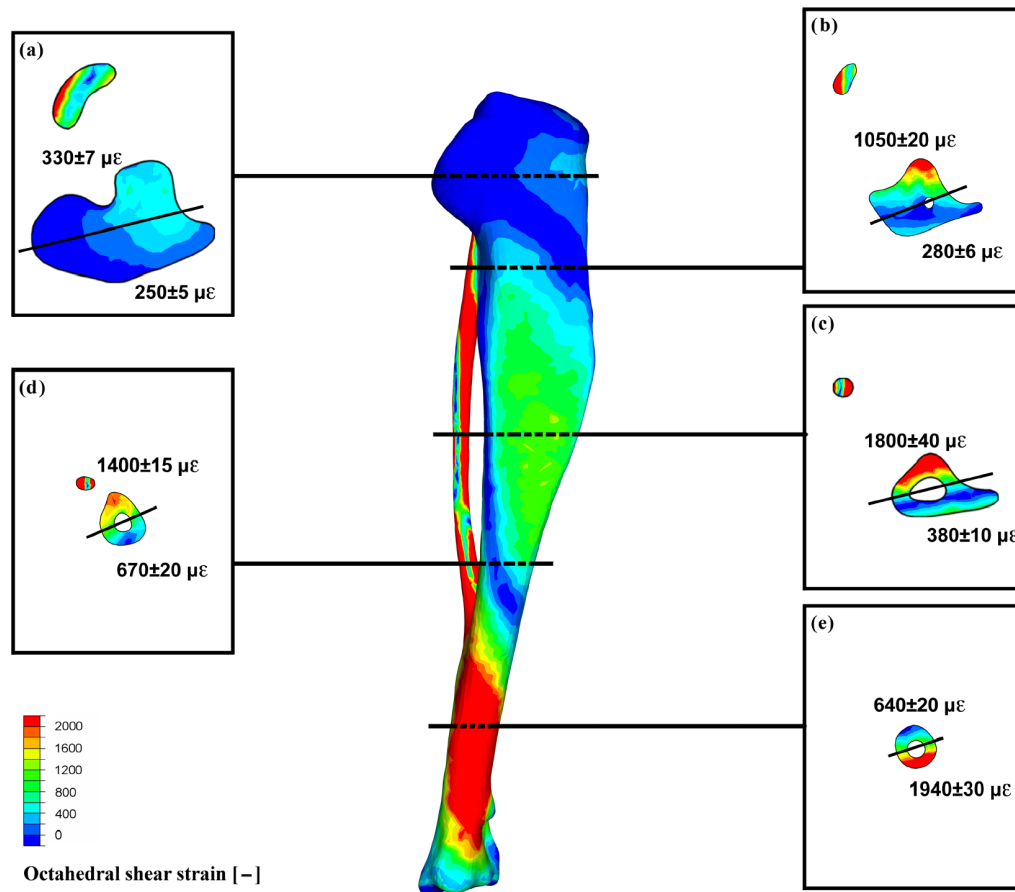 (a)
330±7 µε
250±5 µε
(b)
1050±20 µε
280±6 µε
(c)
1800±40 µε
380±10 µε
(d)
1400±15 µε
670±20 µε
(e)
640±20 µε
1940±30 µε
2000
1600
1200
800
400
0
Octahedral shear strain [−]